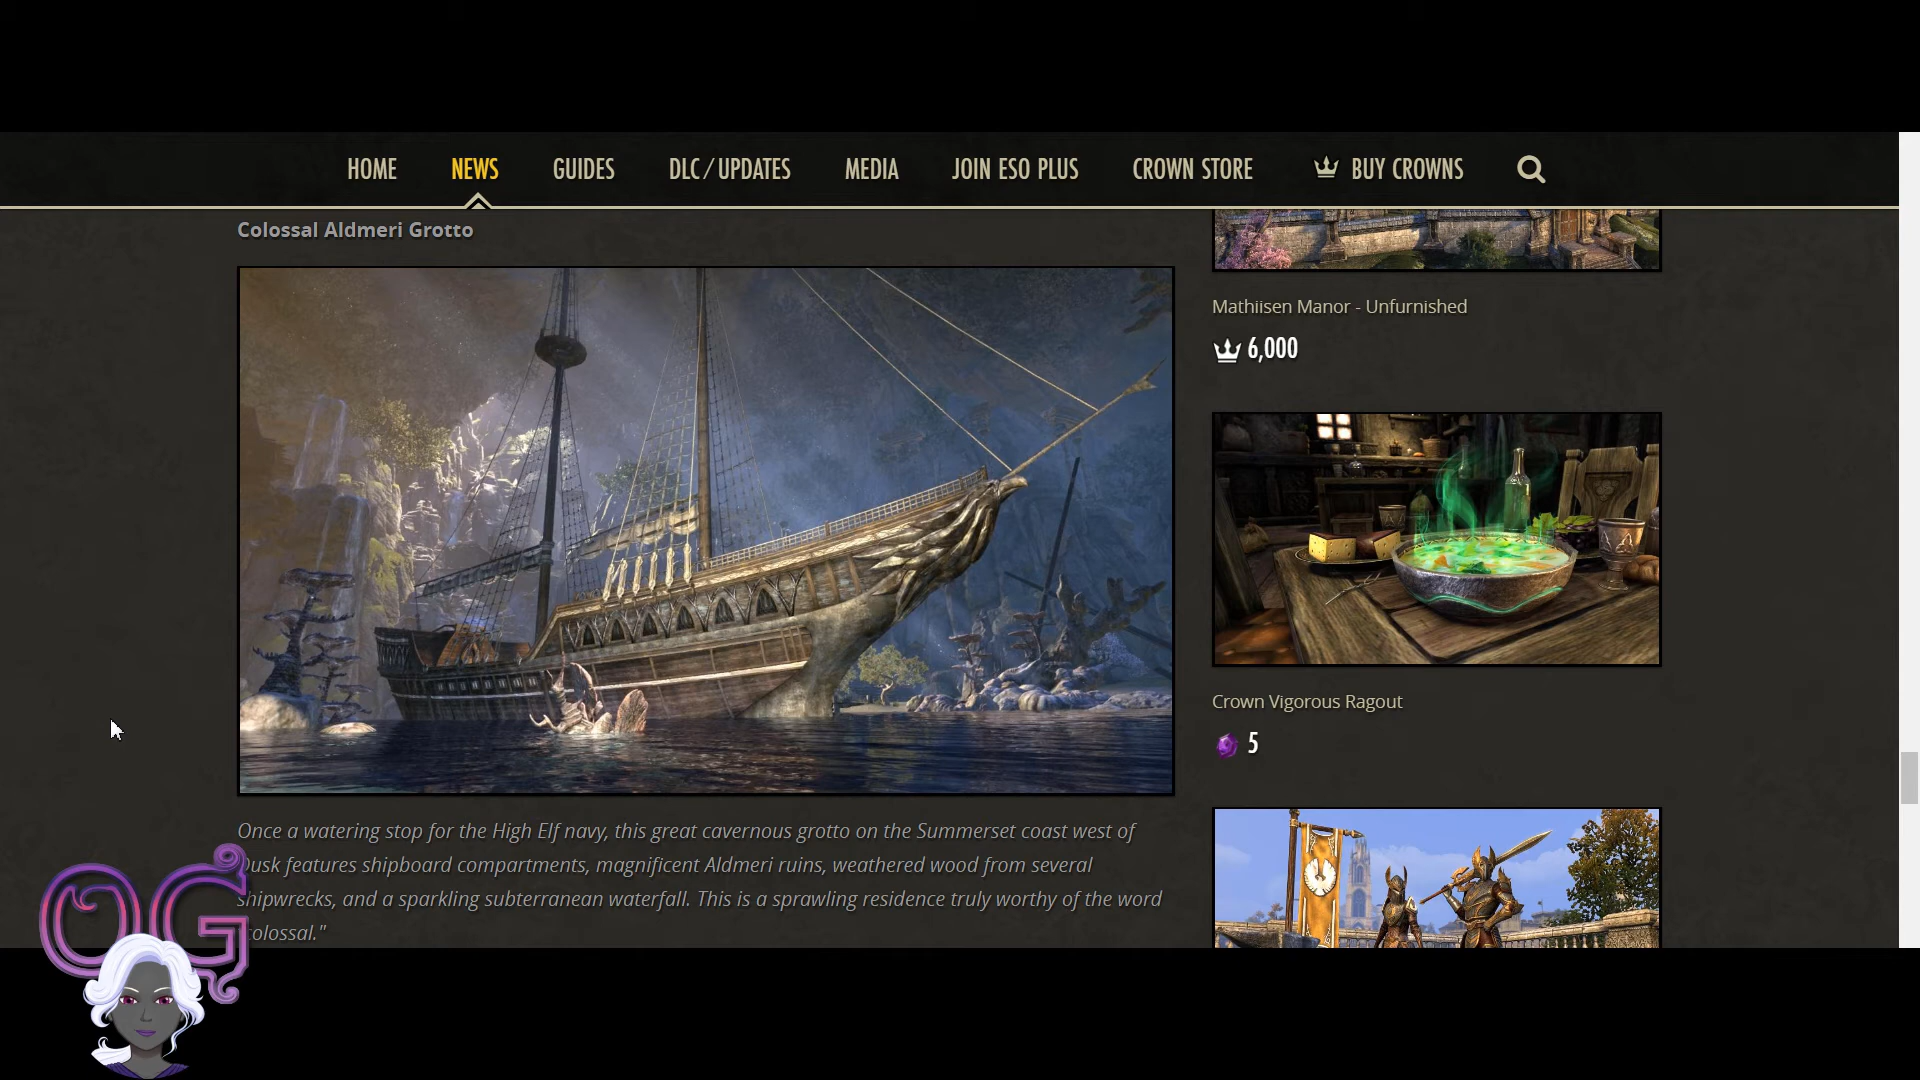 HOME NEWS GUIDES DLC / UPDATES MEDIA JOIN ESO PLUS CROWN STORE BUY CROWNS
Colossal Aldmeri Grotto
Once a watering stop for the High Elf navy, this great cavernous grotto on the Summerset coast west of
Dusk features shipboard compartments, magnificent Aldmeri ruins, weathered wood from several
shipwrecks, and a sparkling subterranean waterfall. This is a sprawling residence truly worthy of the word
colossal."
Mathiisen Manor - Unfurnished
6,000
Crown Vigorous Ragout
5
OG